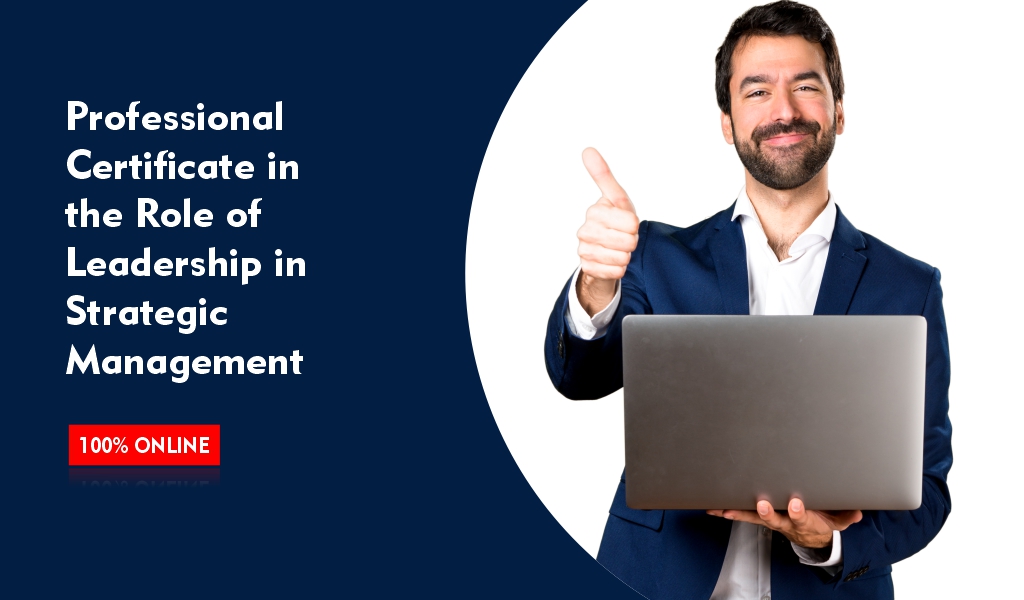 Professional
Certificate in
the Role of
Leadership in
Strategic
Management
100% ONLINE